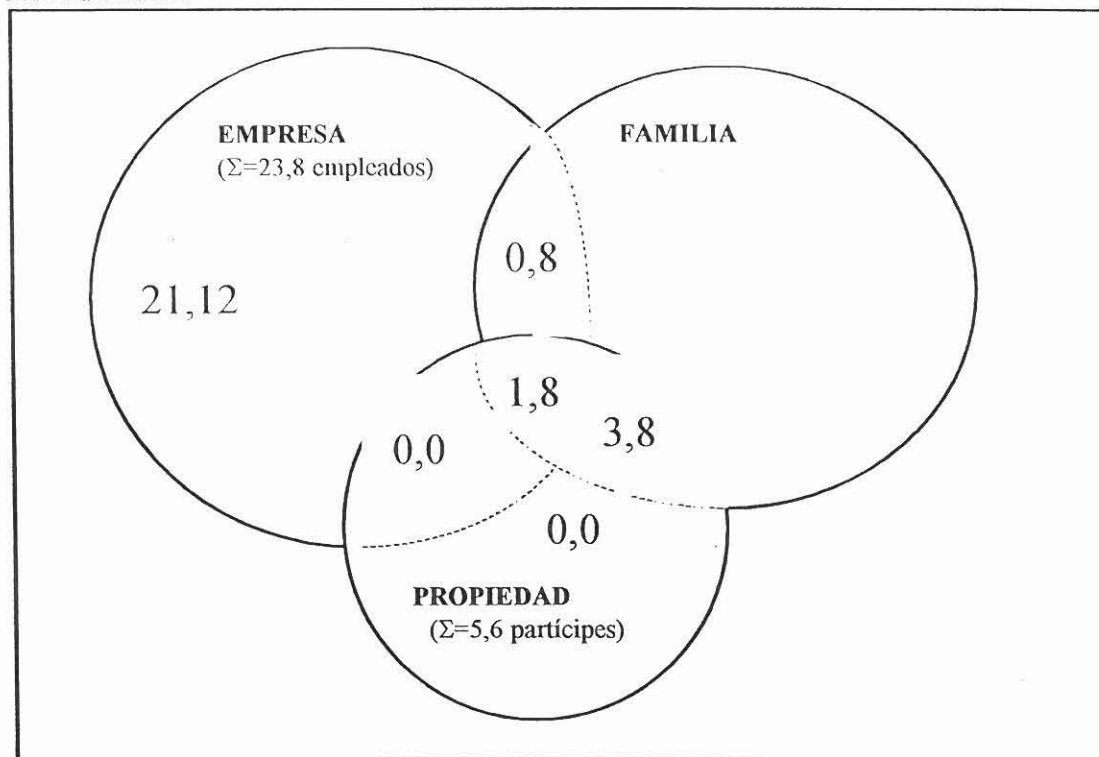 EMPRESA
(Σ=23,8 empleados)
FAMILIA
0,8
21,12
1,8
3,8
0,0
0,0
PROPIEDAD
(Σ=5,6 partícipes)